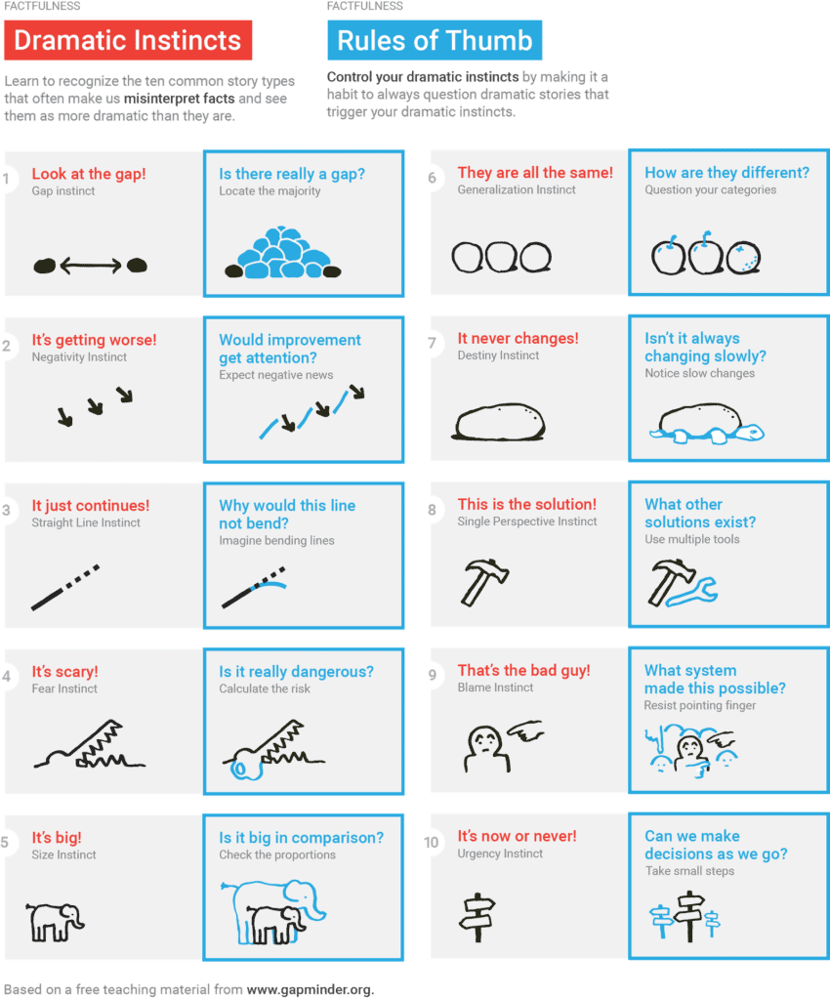 FACTFULNESS
Dramatic Instincts
Learn to recognize the ten common story types
that often make us misinterpret facts and see
them as more dramatic than they are.
FACTFULNESS
Rules of Thumb
Control your dramatic instincts by making it a
habit to always question dramatic stories that
trigger your dramatic instincts.
1
Look at the gap!
Gap instinct
Is there really a gap?
Locate the majority
2
It's getting worse!
Negativity Instinct
Would improvement
get attention?
Expect negative news
3
It just continues!
Straight Line Instinct
Why would this line
not bend?
Imagine bending lines
4
It's scary!
Fear Instinct
Is it really dangerous?
Calculate the risk
5
It's big!
Size Instinct
Is it big in comparison?
Check the proportions
6
They are all the same!
Generalization Instinct
How are they different?
Question your categories
7
It never changes!
Destiny Instinct
Isn't it always
changing slowly?
Notice slow changes
8
This is the solution!
Single Perspective Instinct
What other
solutions exist?
Use multiple tools
9
That's the bad guy!
Blame Instinct
What system
made this possible?
Resist pointing finger
10
It's now or never!
Urgency Instinct
Can we make
decisions as we go?
Take small steps
Based on a free teaching material from www.gapminder.org.